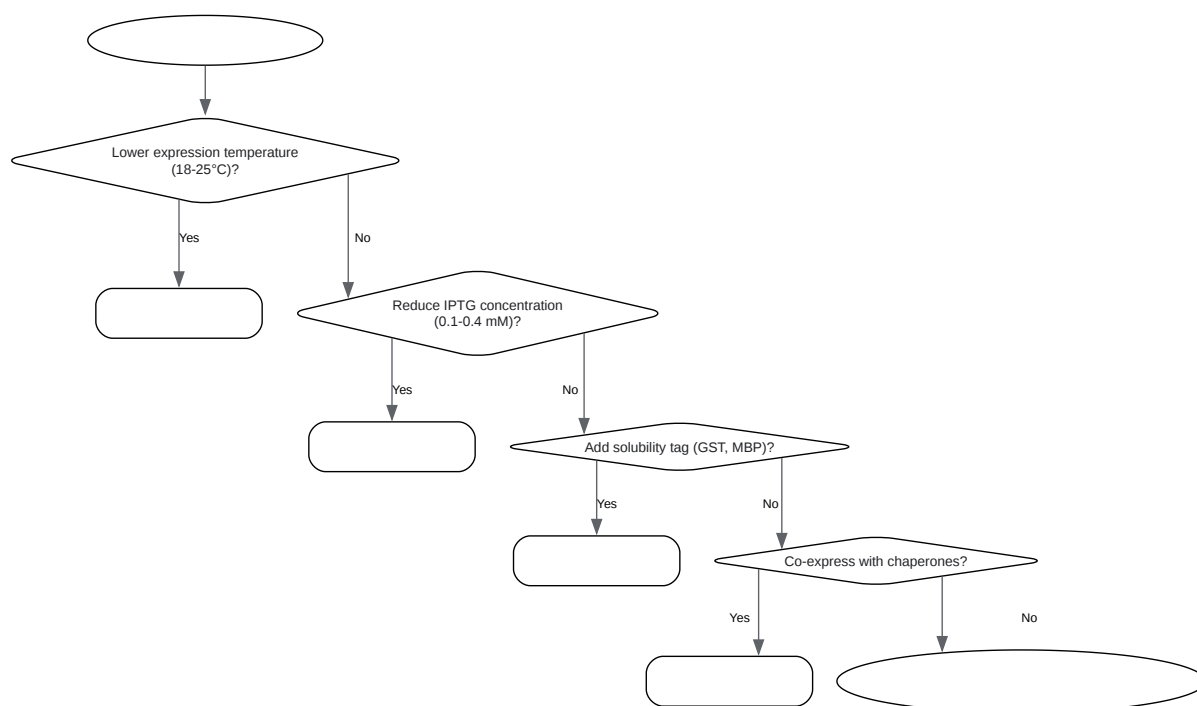 Lower expression temperature
(18-25°C)?
Yes
No
Reduce IPTG concentration
(0.1-0.4 mM)?
Yes
No
Add solubility tag (GST, MBP)?
Yes
No
Co-express with chaperones?
Yes
No